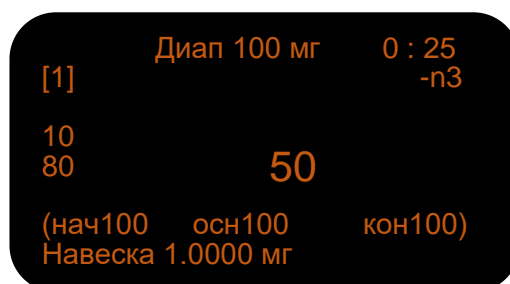 Диап 100 мг 0 : 25
[1] -n3
10
80 50
(нач100 осн100 кон100)
Навеска 1.0000 мг